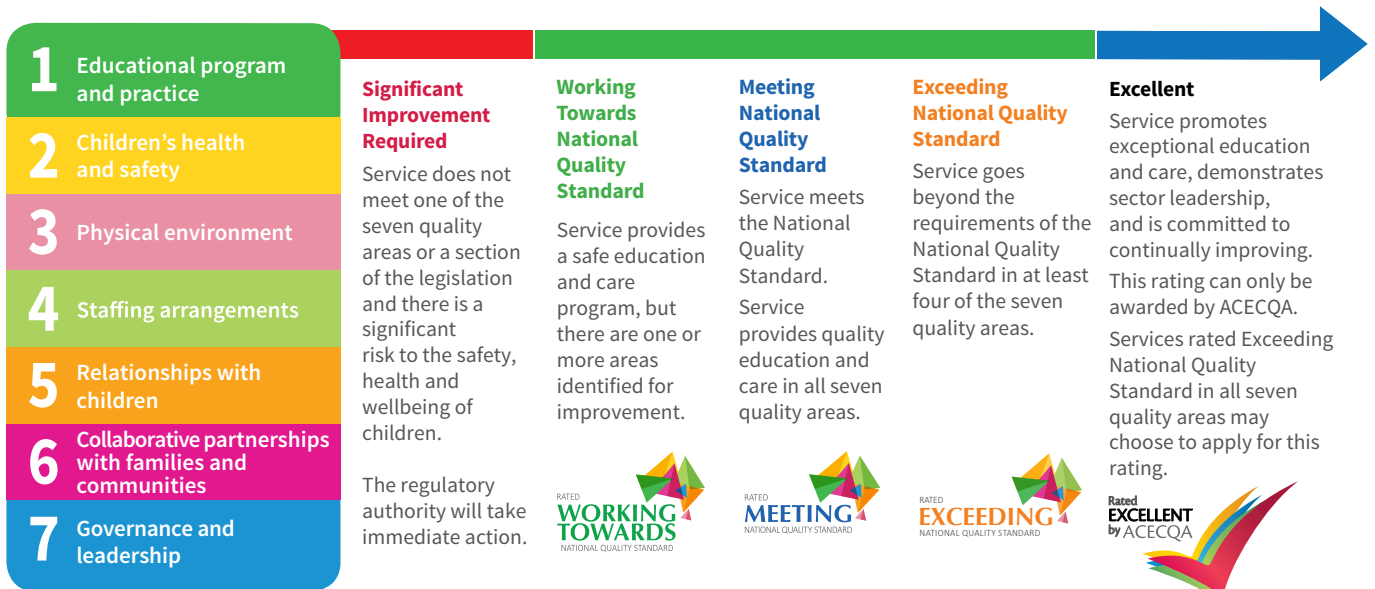 1
Educational program
and practice
2
Children's health
and safety
3
Physical environment
4
Staffing arrangements
5
Relationships with
children
6
Collaborative partnerships
with families and
communities
7
Governance and
leadership
Significant
Improvement
Required
Service does not
meet one of the
seven quality
areas or a section
of the legislation
and there is a
significant
risk to the safety,
health and
wellbeing of
children.
The regulatory
authority will take
immediate action.
Working
Towards
National
Quality
Standard
Service provides
a safe education
and care
program, but
there are one or
more areas
identified for
improvement.
RATED
WORKING
TOWARDS
NATIONAL QUALITY STANDARD
Meeting
National
Quality
Standard
Service meets
the National
Quality
Standard.
Service
provides quality
education and
care in all seven
quality areas.
RATED
MEETING
NATIONAL QUALITY STANDARD
Exceeding
National Quality
Standard
Service goes
beyond the
requirements of the
National Quality
Standard in at least
four of the seven
quality areas.
RATED
EXCEEDING
NATIONAL QUALITY STANDARD
Excellent
Service promotes
exceptional education
and care, demonstrates
sector leadership,
and is committed to
continually improving.
This rating can only be
awarded by ACECQA.
Services rated Exceeding
National Quality
Standard in all seven
quality areas may
choose to apply for this
rating.
Rated
EXCELLENT
by ACECQA